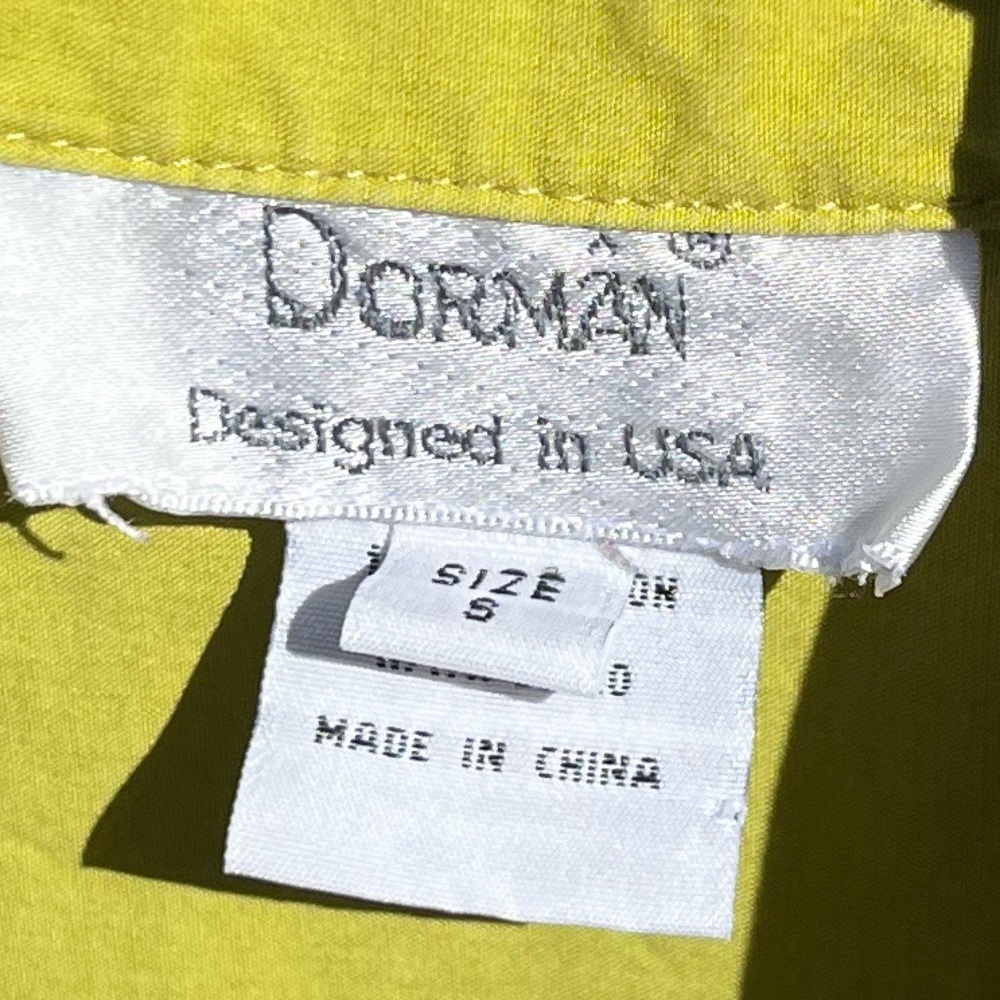 DORMAN ®
Designed in USA
SIZE
S
MADE IN CHINA